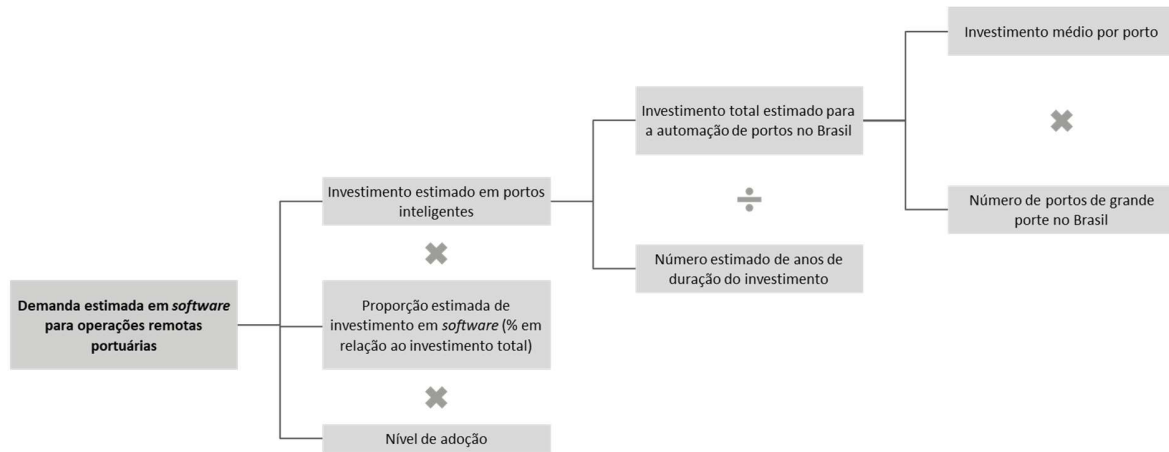 Investimento médio por porto
Investimento total estimado para
a automação de portos no Brasil
✖
Investimento estimado em portos
inteligentes
÷
Número de portos de grande
porte no Brasil
✖
Número estimado de anos de
duração do investimento
Demanda estimada em software
para operações remotas
portuárias
Proporção estimada de
investimento em software (% em
relação ao investimento total)
✖
Nível de adoção